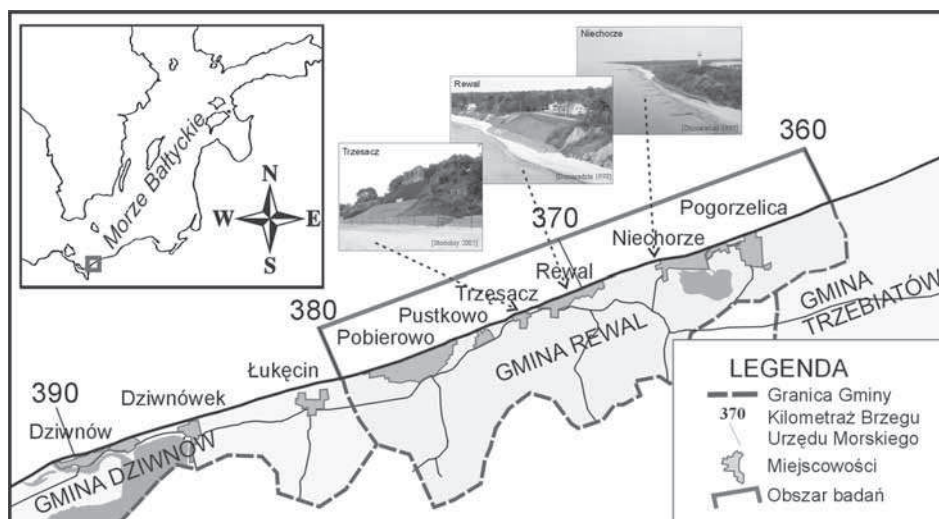 Niechorze
Rewal
Trzesacz
Morze Bałtyckie
N
W
E
S
360
370
380
390
Pogorzelica
Niechorze
Rewal
Trzęsacz
Pustkowo
Pobierowo
Łukęcin
Dziwnówek
Dziwnów
GMINA DZIWNÓW
GMINA REWAL
GMINA
TRZEBIATÓW
LEGENDA
Granica Gminy
370 Kilometraż Brzegu
Urzędu Morskiego
Miejscowości
Obszar badań